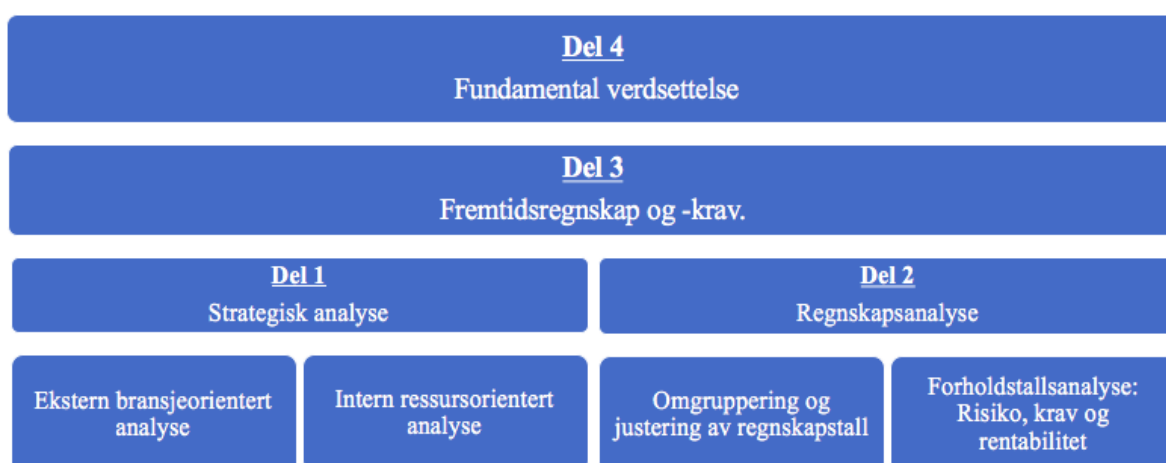 Del 4
Fundamental verdsettelse
Del 3
Fremtidsregnskap og -krav.
Del 1
Strategisk analyse
Del 2
Regnskapsanalyse
Ekstern bransjeorientert
analyse
Intern ressursorientert
analyse
Omgruppering og
justering av regnskapstall
Forholdstallsanalyse:
Risiko, krav og
rentabilitet